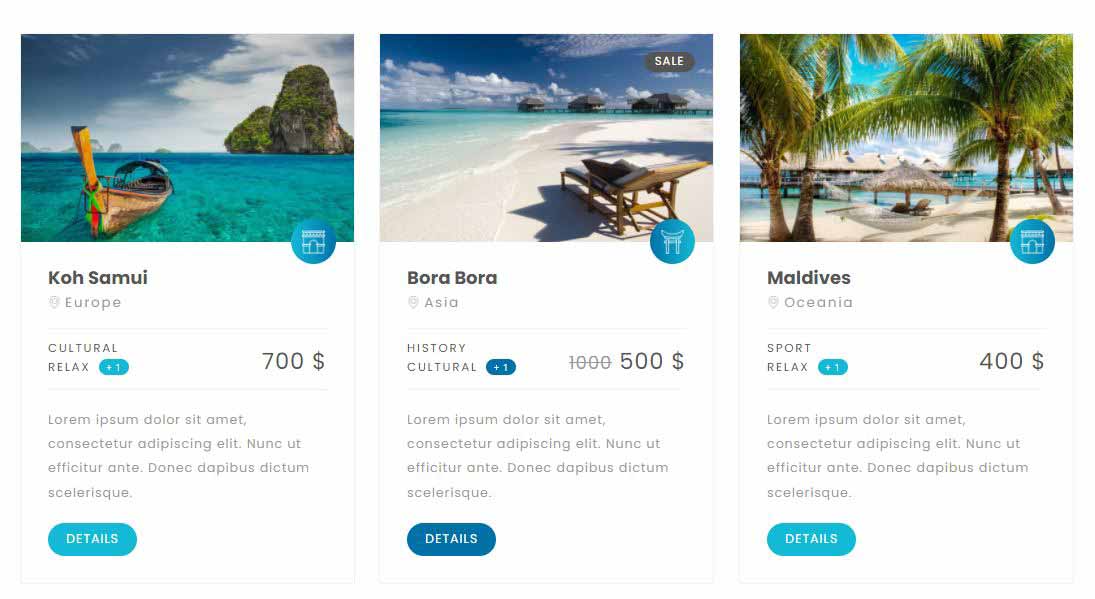 Koh Samui
Europe
CULTURAL
RELAX + 1
700 $
Lorem ipsum dolor sit amet,
consectetur adipiscing elit. Nunc ut
efficitur ante. Donec dapibus dictum
scelerisque.
DETAILS
SALE
Bora Bora
Asia
HISTORY
CULTURAL + 1
1000 500 $
Lorem ipsum dolor sit amet,
consectetur adipiscing elit. Nunc ut
efficitur ante. Donec dapibus dictum
scelerisque.
DETAILS
Maldives
Oceania
SPORT
RELAX + 1
400 $
Lorem ipsum dolor sit amet,
consectetur adipiscing elit. Nunc ut
efficitur ante. Donec dapibus dictum
scelerisque.
DETAILS